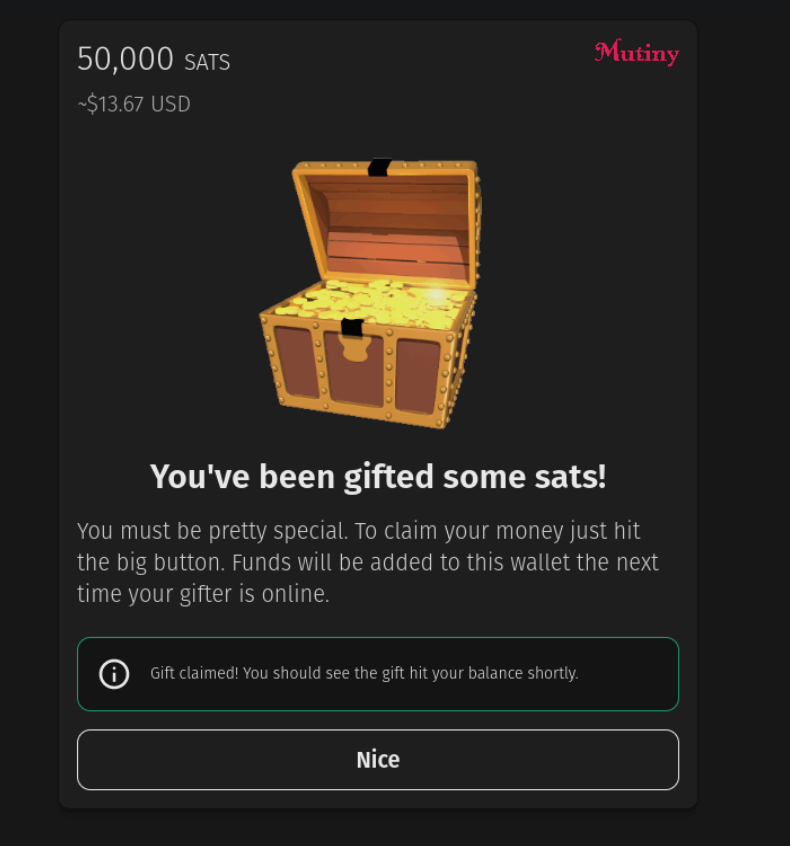 50,000 SATS
Mutiny
~$13.67 USD
You've been gifted some sats!
You must be pretty special. To claim your money just hit
the big button. Funds will be added to this wallet the next
time your gifter is online.
Gift claimed! You should see the gift hit your balance shortly.
Nice